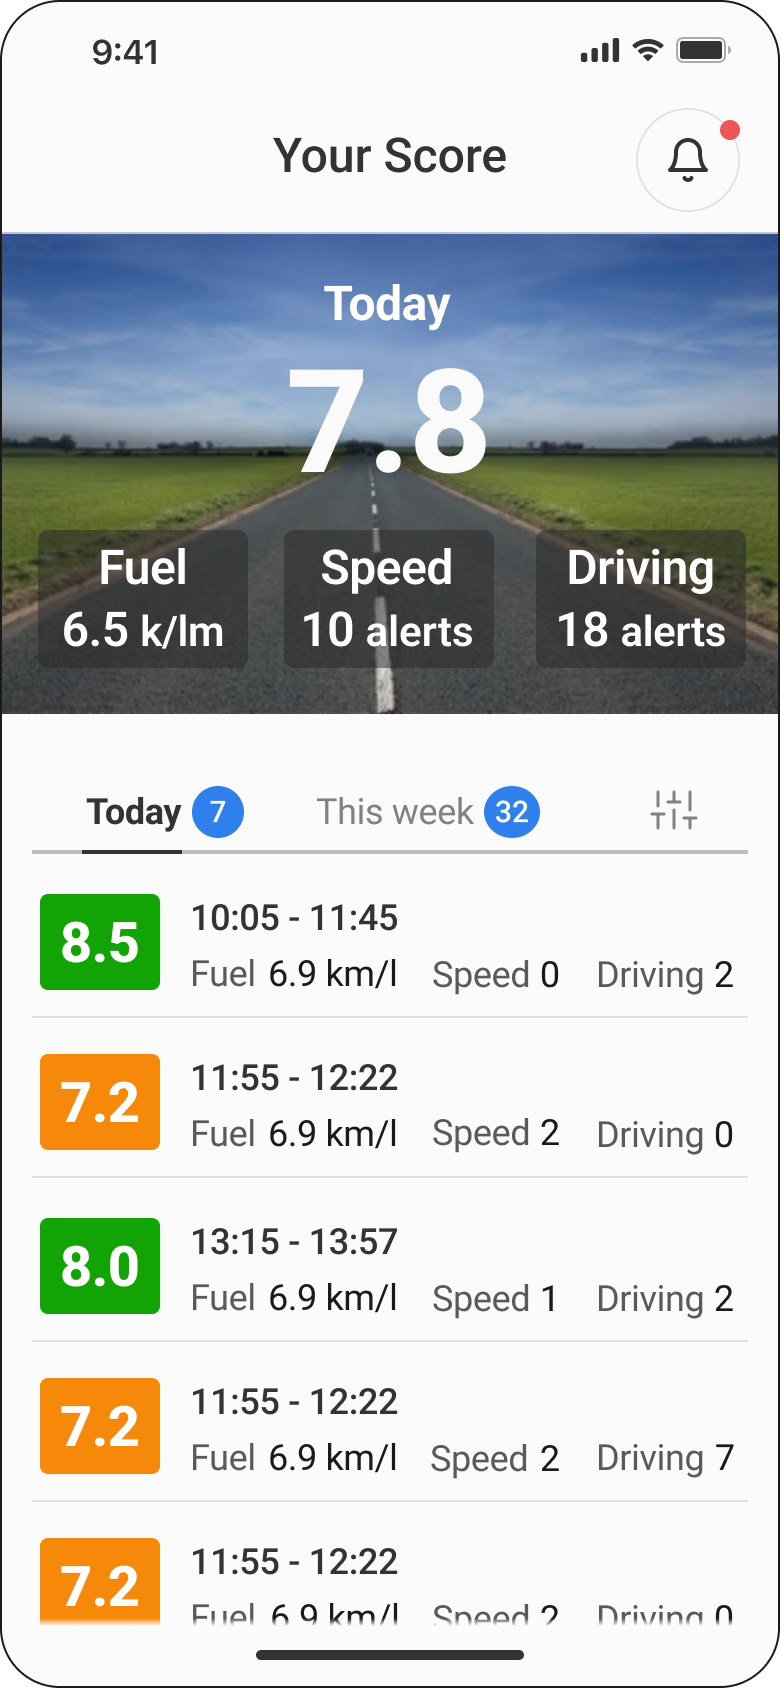 9:41
Your Score
Today
7.8
Fuel Speed Driving
6.5 k/lm 10 alerts 18 alerts
Today 7 This week 32
8.5 10:05 - 11:45
Fuel 6.9 km/l Speed 0 Driving 2
7.2 11:55 - 12:22
Fuel 6.9 km/l Speed 2 Driving 0
8.0 13:15 - 13:57
Fuel 6.9 km/l Speed 1 Driving 2
7.2 11:55 - 12:22
Fuel 6.9 km/l Speed 2 Driving 7
7.2 11:55 - 12:22
Fuel 6.9 km/l Speed 2 Driving 0